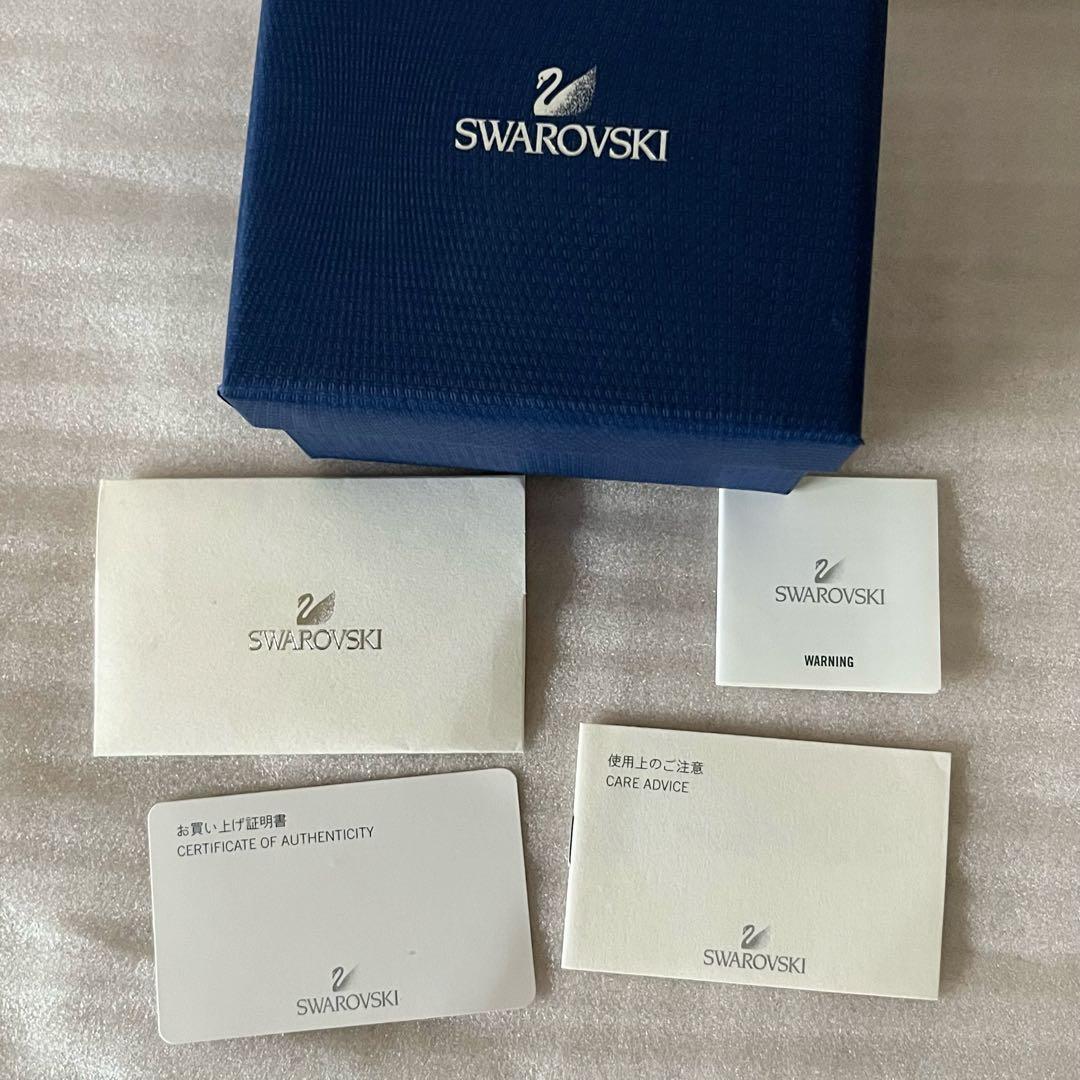 SWAROVSKI
SWAROVSKI
SWAROVSKI
WARNING
使用上のご注意
CARE ADVICE
SWAROVSKI
お買い上げ証明書
CERTIFICATE OF AUTHENTICITY
SWAROVSKI